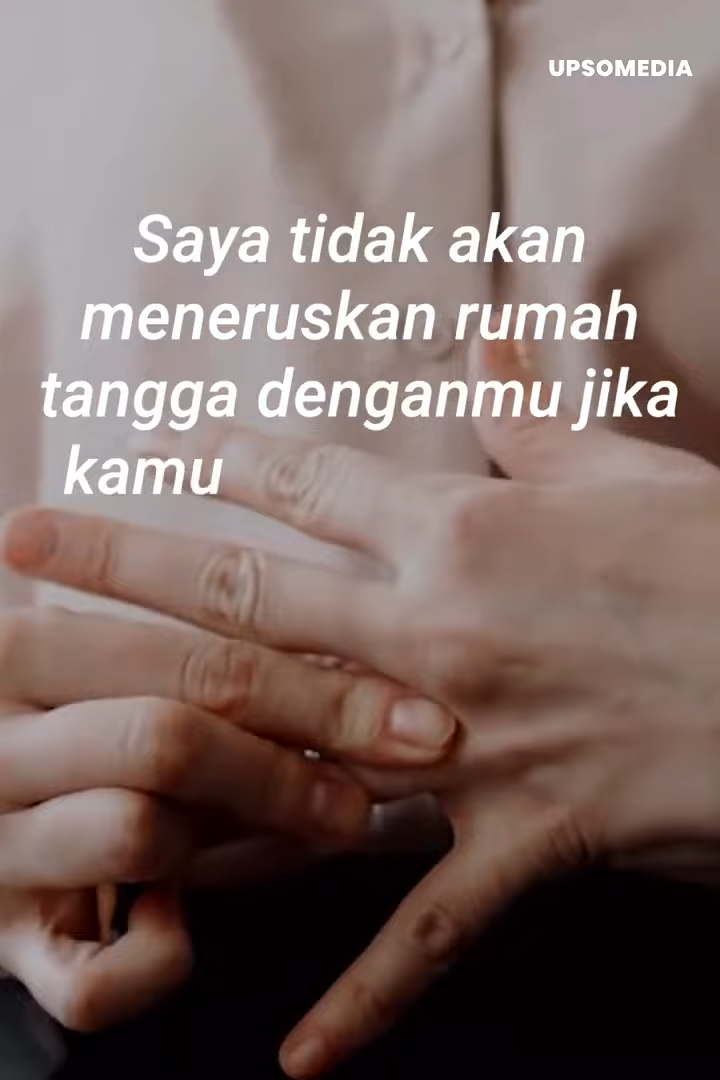 UPSOMEDIA
Saya tidak akan
meneruskan rumah
tangga denganmu jika
kamu